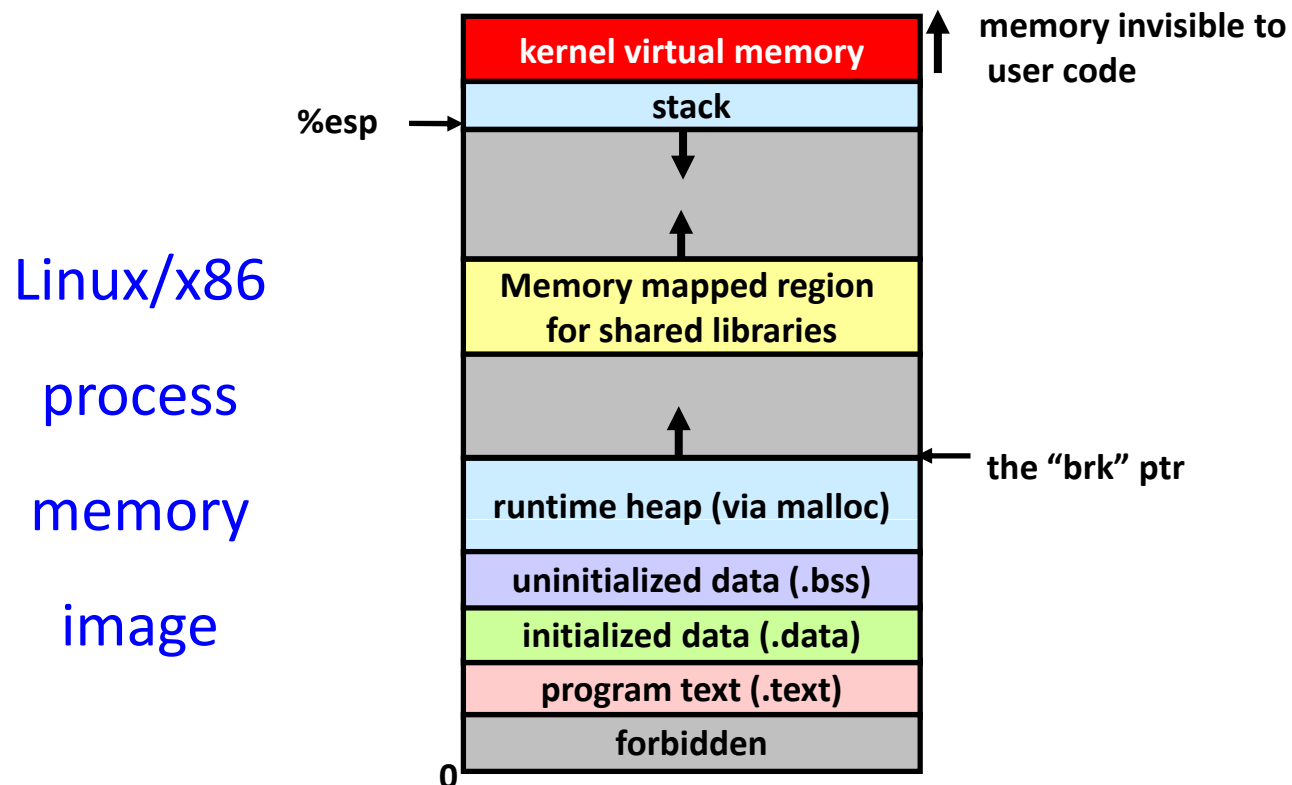 memory invisible to
user code
kernel virtual memory
stack
%esp
Linux/x86
process
memory
image
Memory mapped region
for shared libraries
the “brk” ptr
runtime heap (via malloc)
uninitialized data (.bss)
initialized data (.data)
program text (.text)
forbidden
0